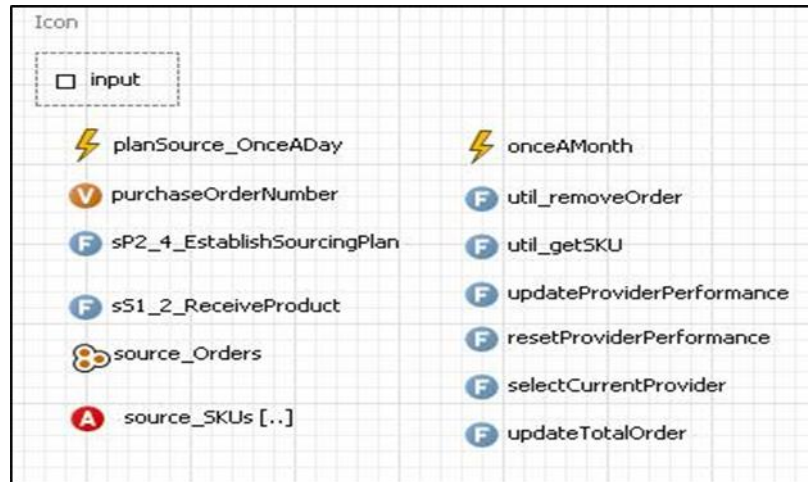 Icon
input
planSource_OnceADay
V purchaseOrderNumber
F sP2_4_EstablishSourcingPlan
F sS1_2_ReceiveProduct
source_Orders
A source_SKUs [..]
onceAMonth
F util_removeOrder
F util_getSKU
F updateProviderPerformance
F resetProviderPerformance
F selectCurrentProvider
F updateTotalOrder